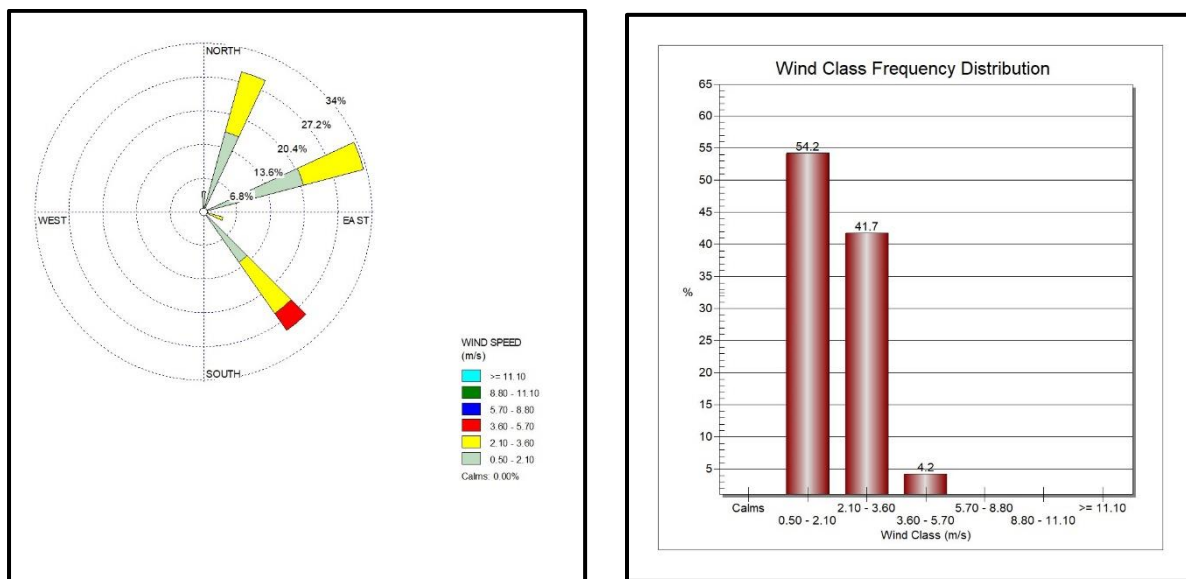 NORTH
34%
27.2%
20.4%
13.6%
6.8%
WEST
EAST
SOUTH
WIND SPEED
(m/s)
>= 11.10
8.80 - 11.10
5.70 - 8.80
3.60 - 5.70
2.10 - 3.60
0.50 - 2.10
Calms: 0.00%
Wind Class Frequency Distribution
65
60
55
54.2
50
45
41.7
40
35
%
30
25
20
15
10
5
4.2
Calms
0.50 - 2.10
2.10 - 3.60
3.60 - 5.70
5.70 - 8.80
8.80 - 11.10
>= 11.10
Wind Class (m/s)